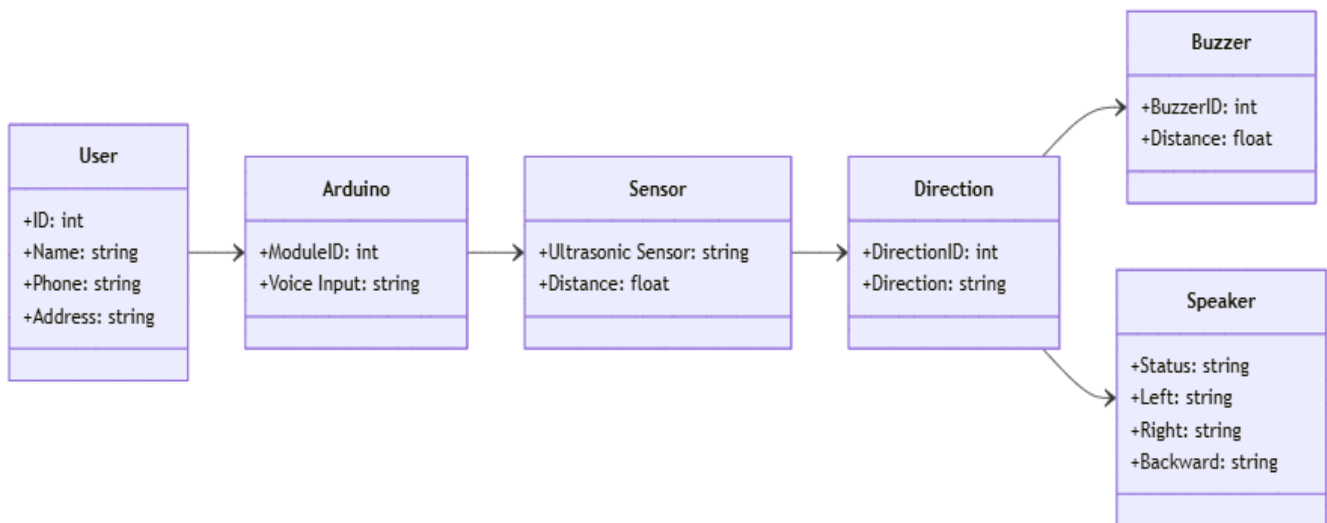 User
+ID: int
+Name: string
+Phone: string
+Address: string
Arduino
+ModuleID: int
+Voice Input: string
Sensor
+Ultrasonic Sensor: string
+Distance: float
Direction
+DirectionID: int
+Direction: string
Buzzer
+BuzzerID: int
+Distance: float
Speaker
+Status: string
+Left: string
+Right: string
+Backward: string